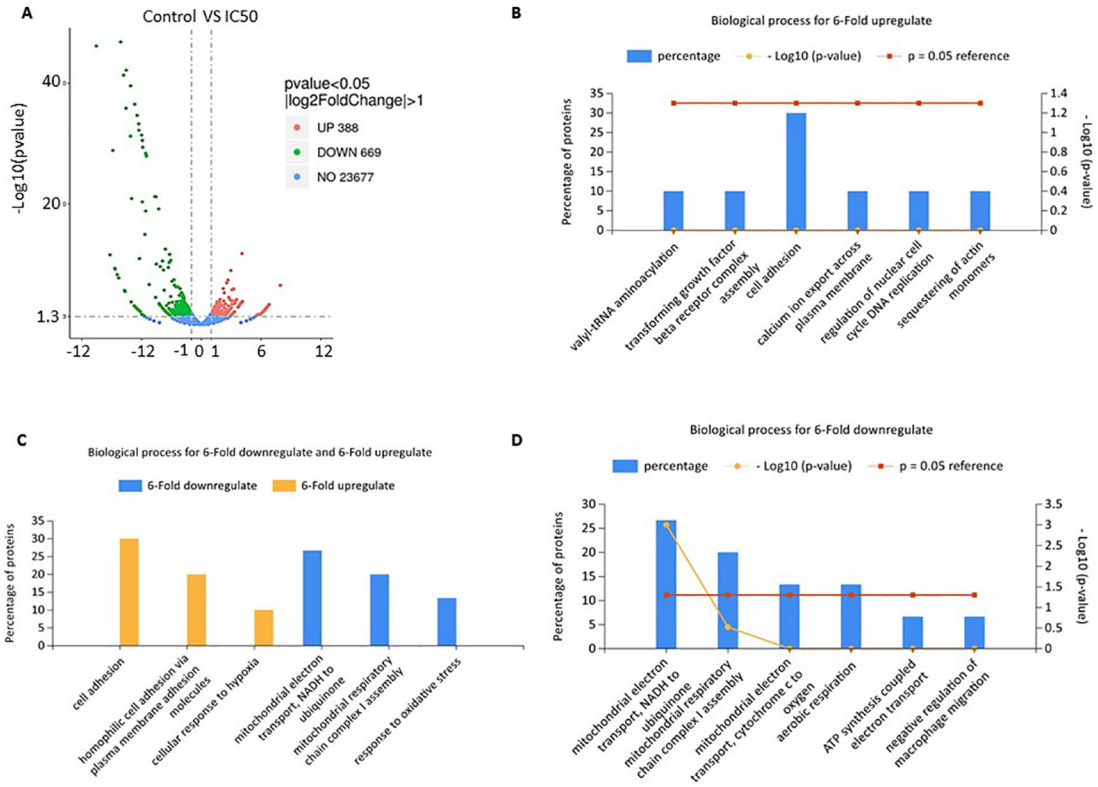 A
Control VS IC50
-Log10(pvalue)
40
20
1.3
-12
-12
-1
0
1
6
12
pvalue<0.05
|log2FoldChange|>1
UP 388
DOWN 669
NO 23677
B
Biological process for 6-Fold upregulate
percentage
- Log10 (p-value)
p = 0.05 reference
Percentage of proteins
35
30
25
20
15
10
5
0
1.4
1.2
1
0.8
0.6
0.4
0.2
0
- Log10 (p-value)
valyl-tRNA aminoacylation
transforming growth factor
beta receptor complex
assembly
cell adhesion
calcium ion export across
plasma membrane
regulation of nuclear cell
cycle DNA replication
sequestering of actin
monomers
C
Biological process for 6-Fold downregulate and 6-Fold upregulate
6-Fold downregulate
6-Fold upregulate
Percentage of proteins
35
30
25
20
15
10
5
0
cell adhesion
homophilic cell adhesion via
plasma membrane adhesion
molecules
cellular response to hypoxia
mitochondrial electron
transport, NADH to
ubiquinone
mitochondrial respiratory
chain complex I assembly
response to oxidative stress
D
Biological process for 6-Fold downregulate
percentage
- Log10 (p-value)
p = 0.05 reference
Percentage of proteins
30
25
20
15
10
5
0
3.5
3
2.5
2
1.5
1
0.5
0
- Log10 (p-value)
mitochondrial electron
transport, NADH to
ubiquinone
mitochondrial respiratory
chain complex I assembly
mitochondrial electron
transport, cytochrome c to
oxygen
aerobic respiration
ATP synthesis coupled
electron transport
negative regulation of
macrophage migration